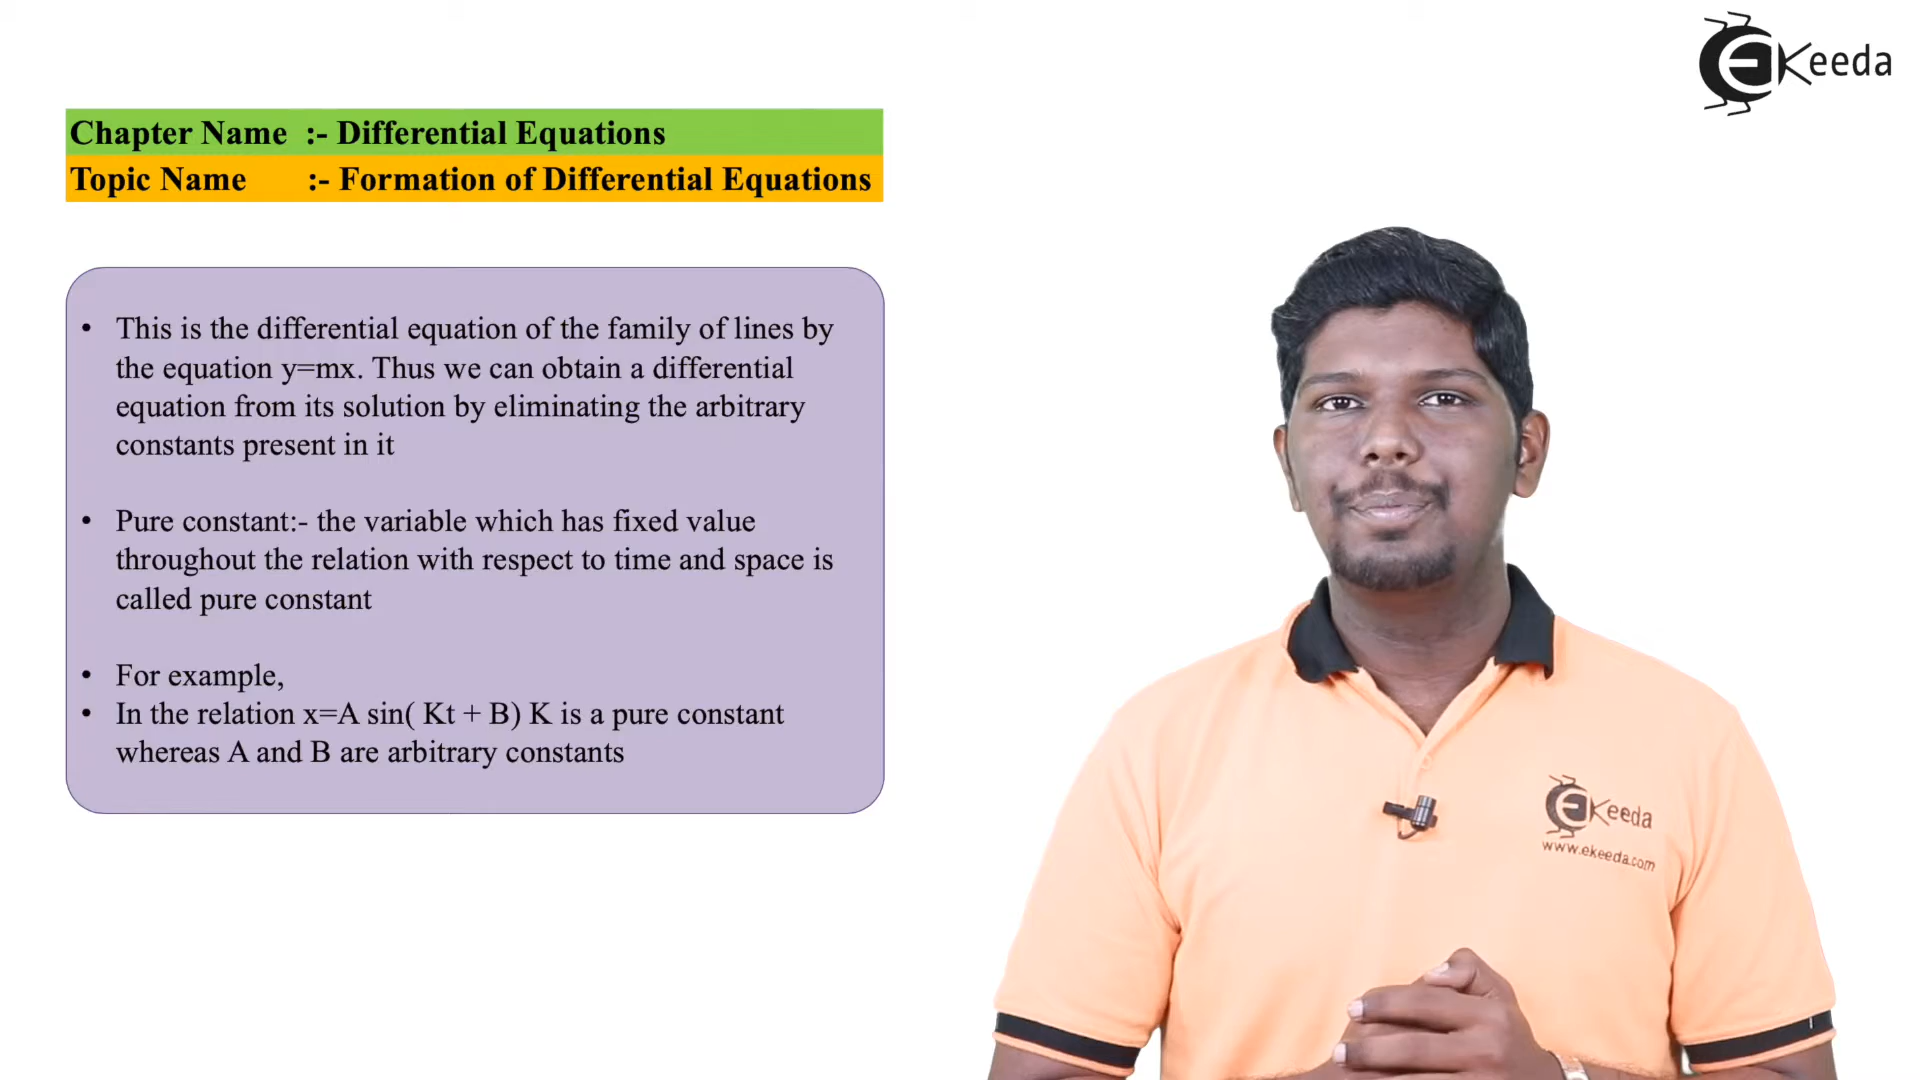 EKeeda
Chapter Name :- Differential Equations
Topic Name :- Formation of Differential Equations
• This is the differential equation of the family of lines by
the equation y=mx. Thus we can obtain a differential
equation from its solution by eliminating the arbitrary
constants present in it
• Pure constant:- the variable which has fixed value
throughout the relation with respect to time and space is
called pure constant
• For example,
• In the relation x=A sin( Kt + B) K is a pure constant
whereas A and B are arbitrary constants
EKeeda
www.ekeeda.com